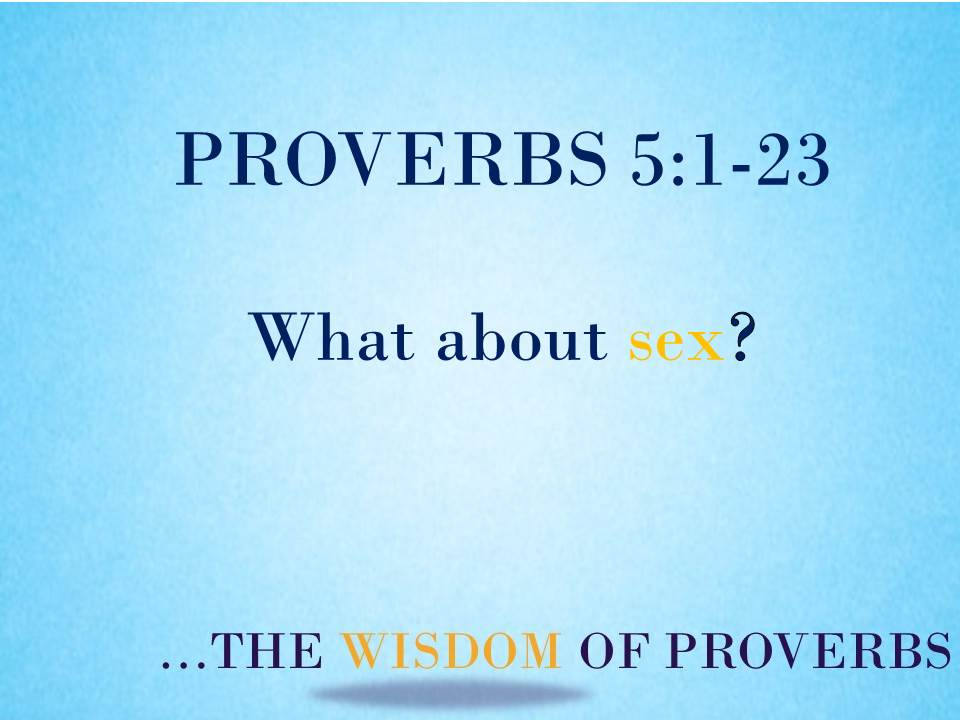 PROVERBS 5:1-23
What about sex?
...THE WISDOM OF PROVERBS